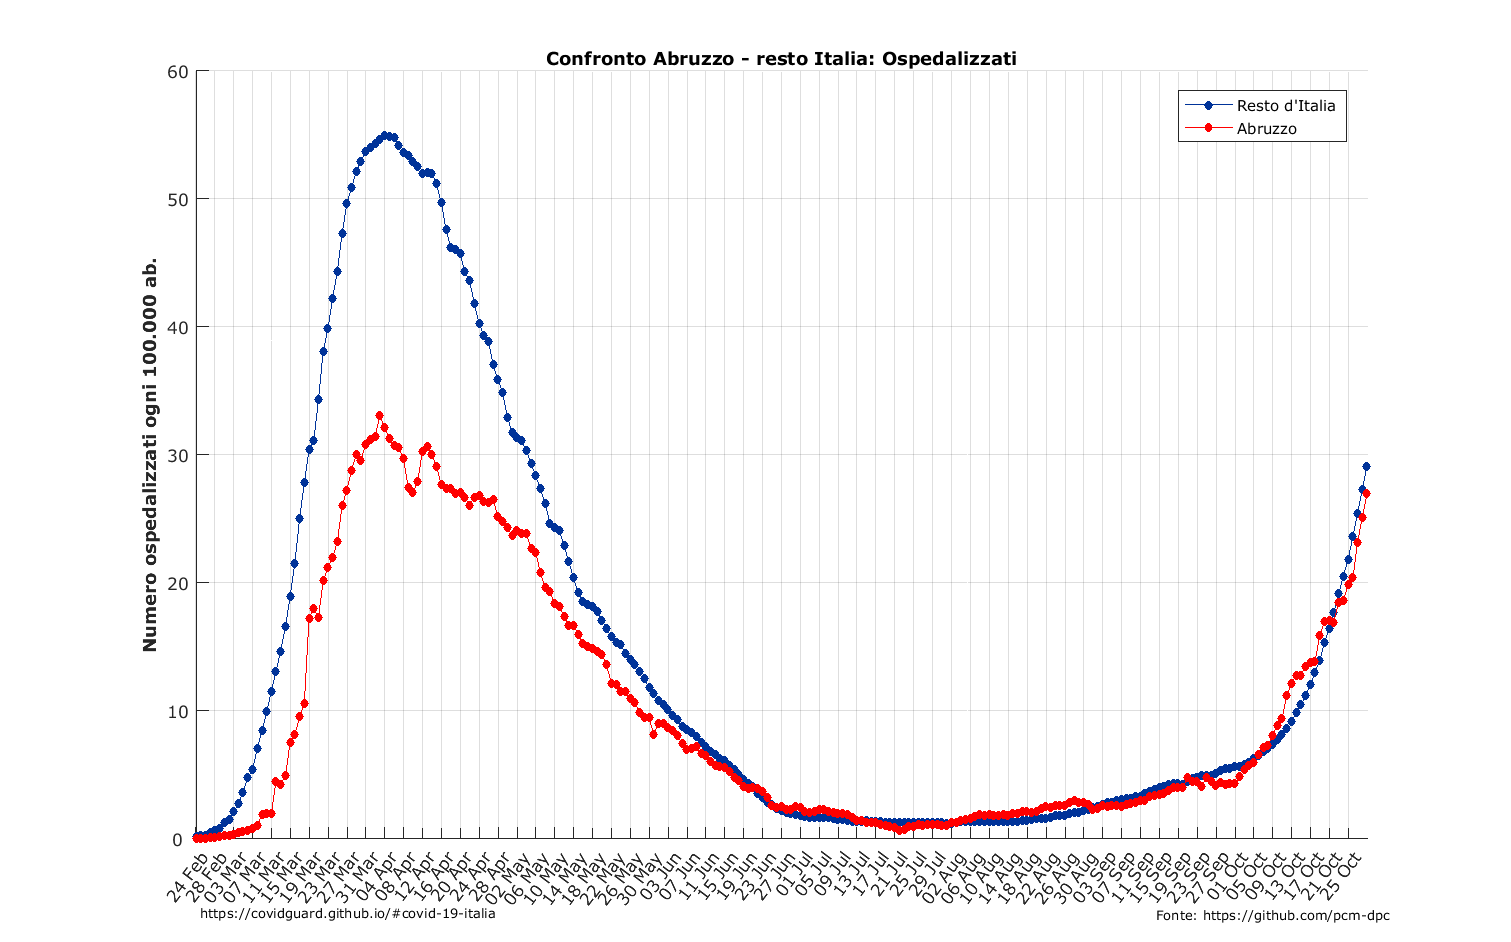 Confronto Abruzzo - resto Italia: Ospedalizzati
Resto d'Italia
Abruzzo
Numero ospedalizzati ogni 100.000 ab.
60
50
40
30
20
10
0
24 Feb
28 Feb
03 Mar
07 Mar
11 Mar
15 Mar
19 Mar
23 Mar
27 Mar
31 Mar
04 Apr
08 Apr
12 Apr
16 Apr
20 Apr
24 Apr
28 Apr
02 May
06 May
10 May
14 May
18 May
22 May
26 May
30 May
03 Jun
07 Jun
11 Jun
15 Jun
19 Jun
23 Jun
27 Jun
01 Jul
05 Jul
09 Jul
13 Jul
17 Jul
21 Jul
25 Jul
29 Jul
02 Aug
06 Aug
10 Aug
14 Aug
18 Aug
22 Aug
26 Aug
30 Aug
03 Sep
07 Sep
11 Sep
15 Sep
19 Sep
23 Sep
27 Sep
01 Oct
05 Oct
09 Oct
13 Oct
17 Oct
21 Oct
25 Oct
https://covidguard.github.io/#covid-19-italia
Fonte: https://github.com/pcm-dpc